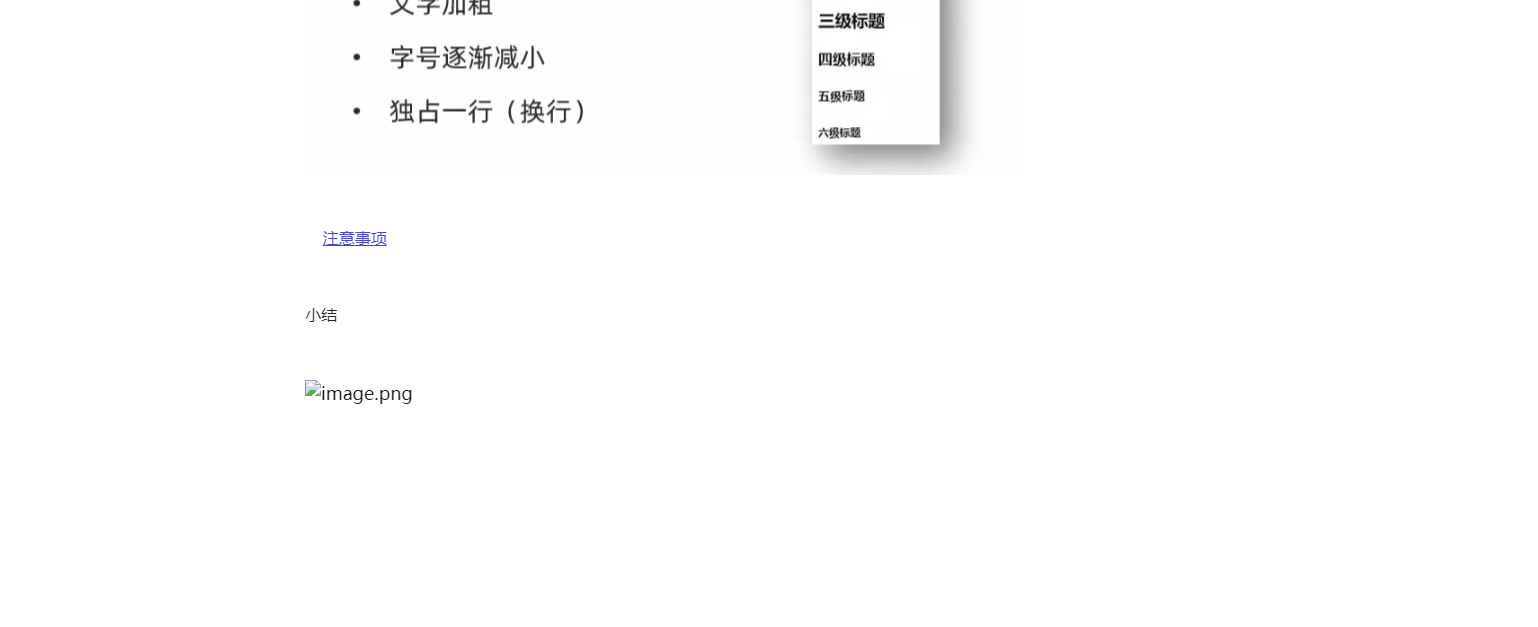 文字加粗
三级标题
• 字号逐渐减小
四级标题
五级标题
• 独占一行（换行）
六级标题
注意事项
小结
image.png